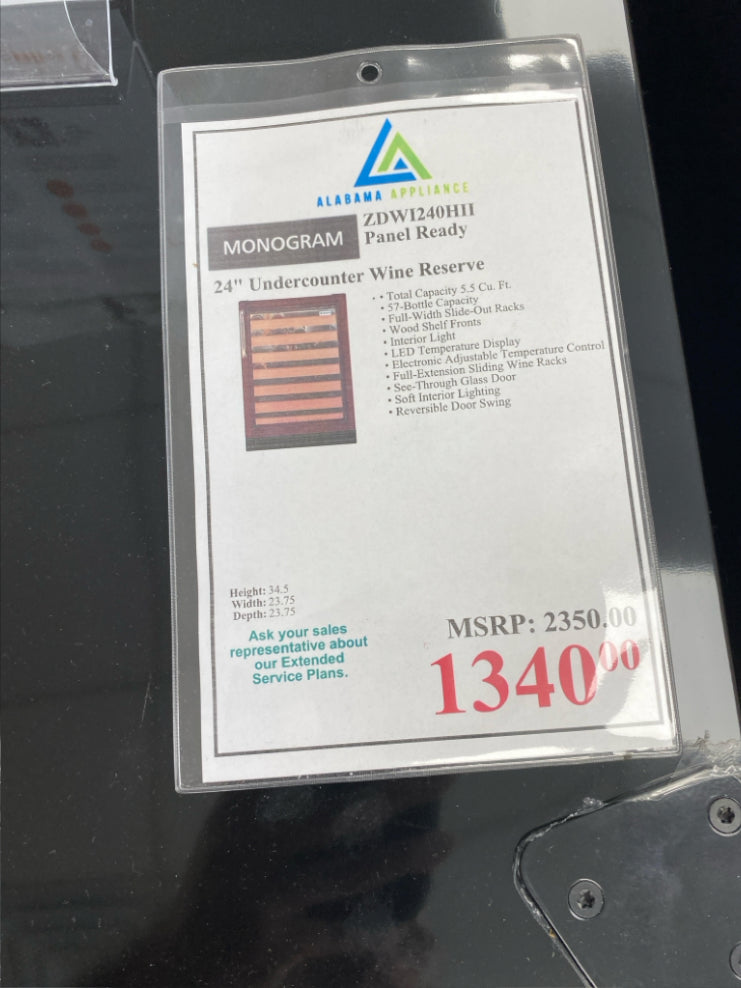 ALABAMA APPLIANCE
MONOGRAM
ZDWI240HII
Panel Ready
24" Undercounter Wine Reserve
• • Total Capacity 5.5 Cu. Ft.
• 57-Bottle Capacity
• Full-Width Slide-Out Racks
• Wood Shelf Fronts
• Interior Light
• LED Temperature Display
• Electronic Adjustable Temperature Control
• Full-Extension Sliding Wine Racks
• See-Through Glass Door
• Soft Interior Lighting
• Reversible Door Swing
Height: 34.5
Width: 23.75
Depth: 23.75
Ask your sales
representative about
our Extended
Service Plans.
MSRP: 2350.00
134000